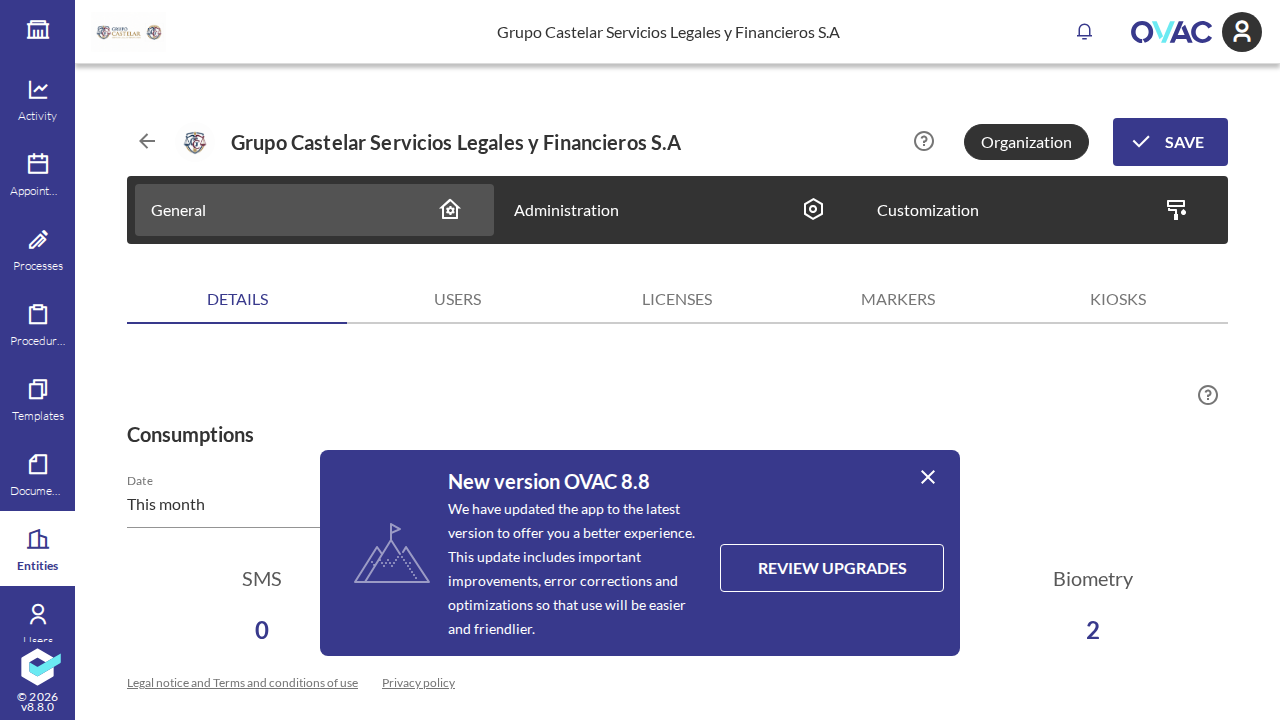 Grupo Castelar Servicios Legales y Financieros S.A
OVAC
GRUPO
CASTELAR
Activity
Appoint...
Processes
Procedur...
Templates
Docume...
Entities
Users
© 2026
v8.8.0
Grupo Castelar Servicios Legales y Financieros S.A
Organization
SAVE
General
Administration
Customization
DETAILS
USERS
LICENSES
MARKERS
KIOSKS
Consumptions
Date
This month
SMS
0
Biometry
2
New version OVAC 8.8
We have updated the app to the latest
version to offer you a better experience.
This update includes important
improvements, error corrections and
optimizations so that use will be easier
and friendlier.
REVIEW UPGRADES
Legal notice and Terms and conditions of use
Privacy policy